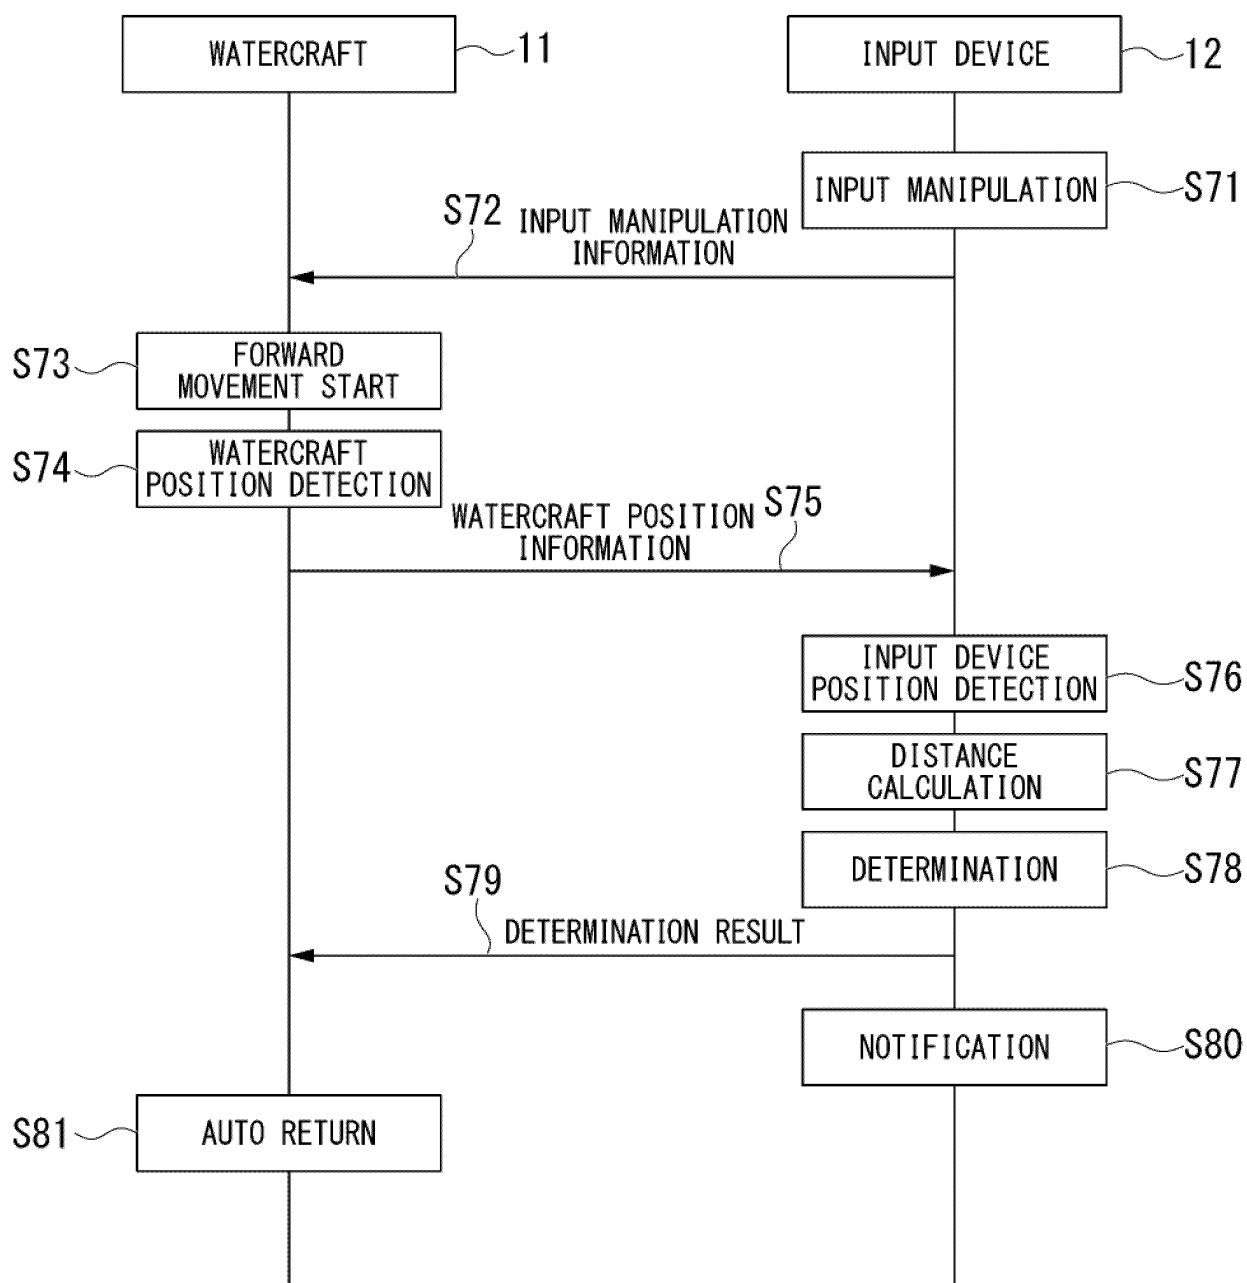 WATERCRAFT
11
INPUT DEVICE
12
INPUT MANIPULATION
S71
S72
INPUT MANIPULATION
INFORMATION
S73
FORWARD
MOVEMENT START
S74
WATERCRAFT
POSITION DETECTION
S75
WATERCRAFT POSITION
INFORMATION
INPUT DEVICE
POSITION DETECTION
S76
DISTANCE
CALCULATION
S77
DETERMINATION
S78
S79
DETERMINATION RESULT
NOTIFICATION
S80
S81
AUTO RETURN